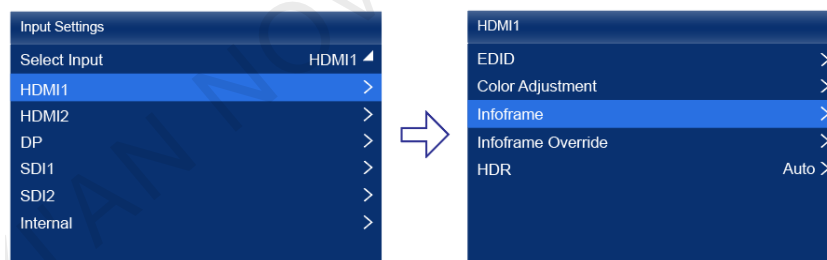 Input Settings
Select Input HDMI1
HDMI1
HDMI2
DP
SDI1
SDI2
Internal
HDMI1
EDID
Color Adjustment
Infoframe
Infoframe Override
HDR Auto